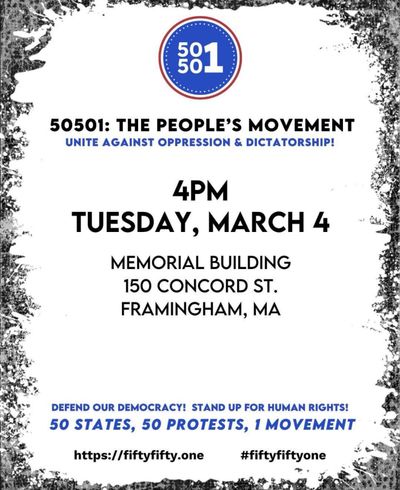 50
50
1
50501: THE PEOPLE'S MOVEMENT
UNITE AGAINST OPPRESSION & DICTATORSHIP!
4PM
TUESDAY, MARCH 4
MEMORIAL BUILDING
150 CONCORD ST.
FRAMINGHAM, MA
DEFEND OUR DEMOCRACY! STAND UP FOR HUMAN RIGHTS!
50 STATES, 50 PROTESTS, 1 MOVEMENT
https://fiftyfifty.one #fiftyfiftyone